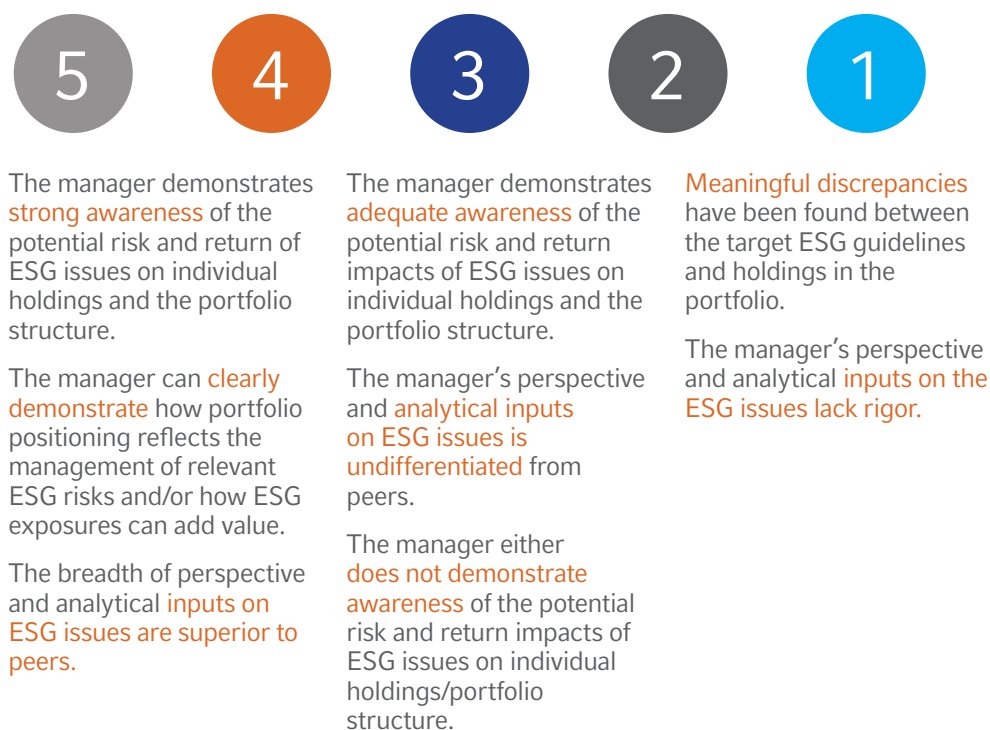 5
4
3
2
1
The manager demonstrates
strong awareness of the
potential risk and return of
ESG issues on individual
holdings and the portfolio
structure.
The manager can clearly
demonstrate how portfolio
positioning reflects the
management of relevant
ESG risks and/or how ESG
exposures can add value.
The breadth of perspective
and analytical inputs on
ESG issues are superior to
peers.
The manager demonstrates
adequate awareness of the
potential risk and return
impacts of ESG issues on
individual holdings and the
portfolio structure.
The manager’s perspective
and analytical inputs
on ESG issues is
undifferentiated from
peers.
The manager either
does not demonstrate
awareness of the potential
risk and return impacts of
ESG issues on individual
holdings/portfolio
structure.
Meaningful discrepancies
have been found between
the target ESG guidelines
and holdings in the
portfolio.
The manager’s perspective
and analytical inputs on the
ESG issues lack rigor.